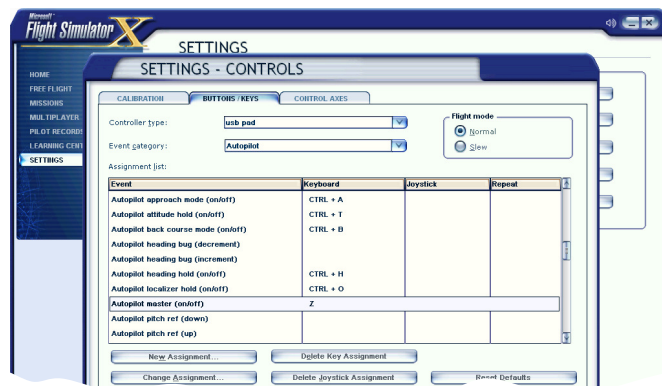 Microsoft
Flight Simulator X
SETTINGS
SETTINGS - CONTROLS
HOME
FREE FLIGHT
MISSIONS
MULTIPLAYER
PILOT RECORDS
LEARNING CENT
SETTINGS
CALIBRATION BUTTONS / KEYS CONTROL AXES
Controller type: usb pad
Event category: Autopilot
Flight mode
Normal
Slew
Assignment list:
Event Keyboard Joystick Repeat
Autopilot approach mode (on/off) CTRL + A
Autopilot attitude hold (on/off) CTRL + T
Autopilot back course mode (on/off) CTRL + B
Autopilot heading bug (decrement)
Autopilot heading bug (increment)
Autopilot heading hold (on/off) CTRL + H
Autopilot localizer hold (on/off) CTRL + O
Autopilot master (on/off) Z
Autopilot pitch ref (down)
Autopilot pitch ref (up)
New Assignment... Delete Key Assignment
Change Assignment... Delete Joystick Assignment Reset Defaults